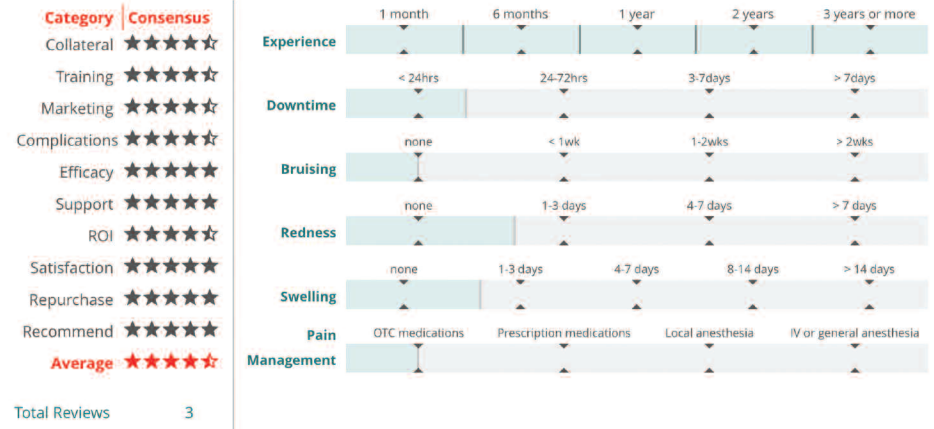 Category Consensus
Collateral
Training
Marketing
Complications
Efficacy
Support
ROI
Satisfaction
Repurchase
Recommend
Average
Total Reviews 3
1 month 6 months 1 year 2 years 3 years or more
Experience
< 24hrs 24-72hrs 3-7days > 7days
Downtime
none < 1wk 1-2wks > 2wks
Bruising
none 1-3 days 4-7 days > 7 days
Redness
none 1-3 days 4-7 days 8-14 days > 14 days
Swelling
Pain OTC medications Prescription medications Local anesthesia IV or general anesthesia
Management